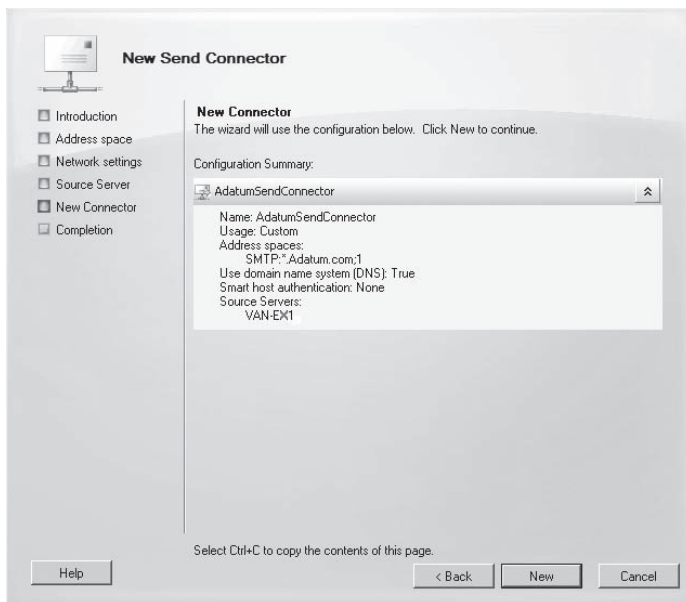 New Send Connector
Introduction
Address space
Network settings
Source Server
New Connector
Completion
New Connector
The wizard will use the configuration below. Click New to continue.
Configuration Summary:
AdatumSendConnector
Name: AdatumSendConnector
Usage: Custom
Address spaces:
SMTP:*.Adatum.com;1
Use domain name system (DNS): True
Smart host authentication: None
Source Servers:
VAN-EX1
Select Ctrl+C to copy the contents of this page.
Help
< Back
New
Cancel